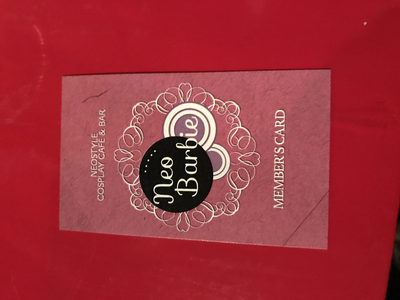 NEOSTYLE
COSPLAY CAFE & BAR
Neo
Barbie
MEMBER'S CARD